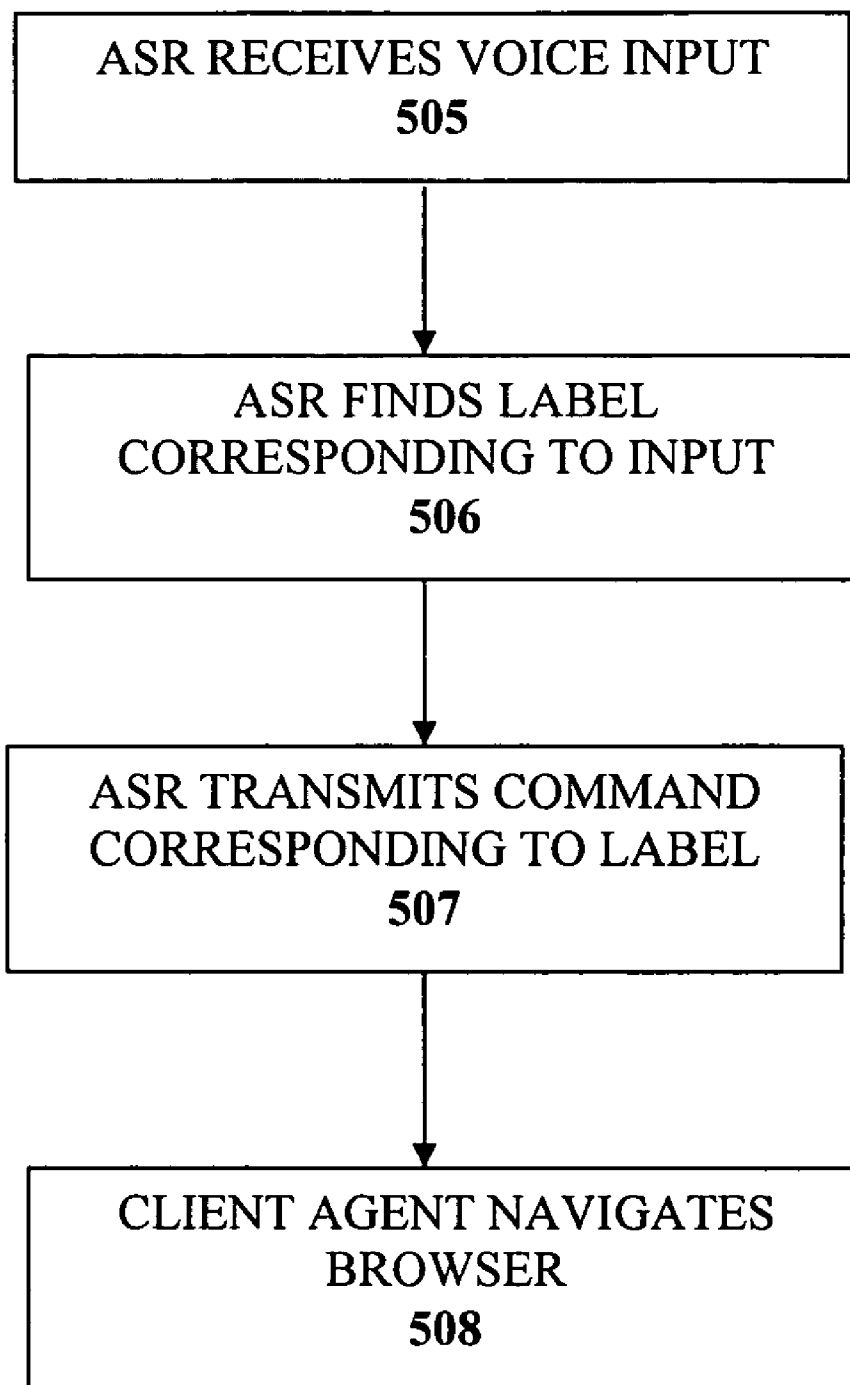 ASR RECEIVES VOICE INPUT
505
ASR FINDS LABEL
CORRESPONDING TO INPUT
506
ASR TRANSMITS COMMAND
CORRESPONDING TO LABEL
507
CLIENT AGENT NAVIGATES
BROWSER
508